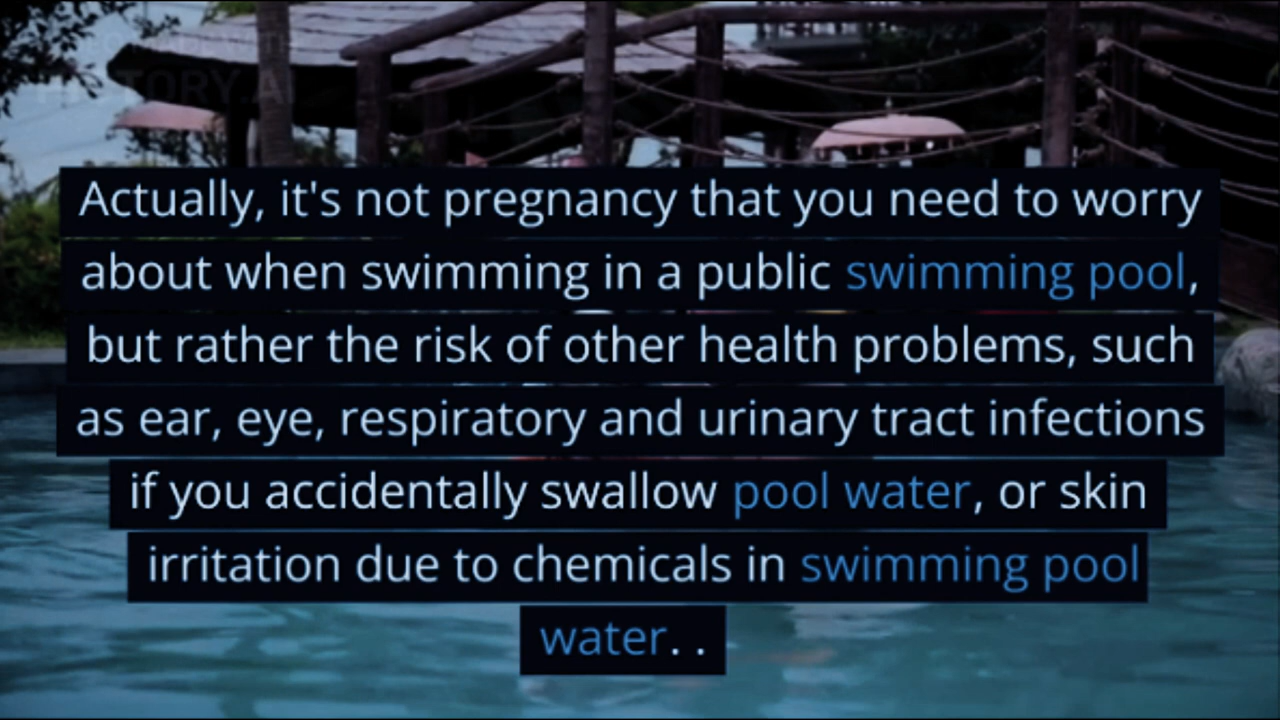 Actually, it's not pregnancy that you need to worry
about when swimming in a public swimming pool,
but rather the risk of other health problems, such
as ear, eye, respiratory and urinary tract infections
if you accidentally swallow pool water, or skin
irritation due to chemicals in swimming pool
water. .